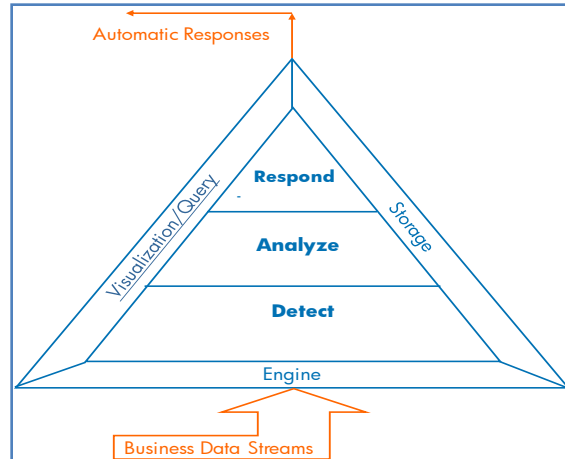 Automatic Responses
Respond
Visualization/Query
Storage
Analyze
Detect
Engine
Business Data Streams